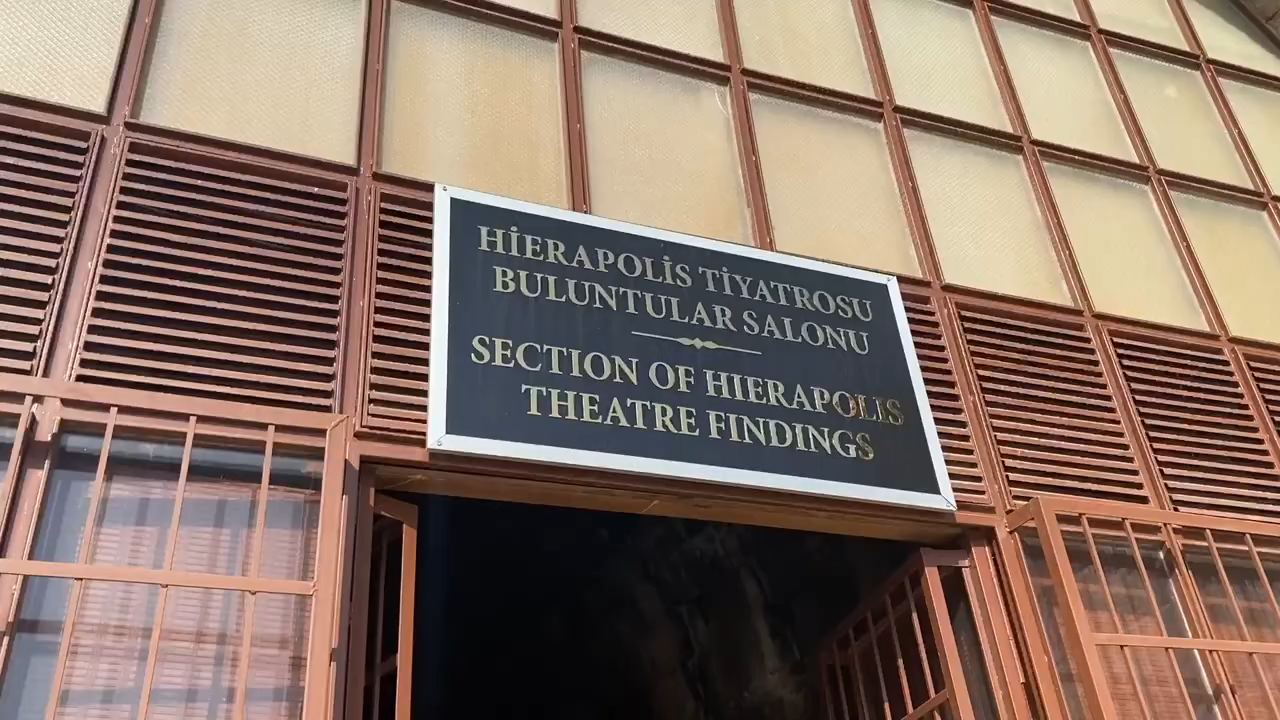 HİERAPOLİS TİYATROSU
BULUNTULAR SALONU
SECTION OF HIERAPOLIS
THEATRE FINDINGS